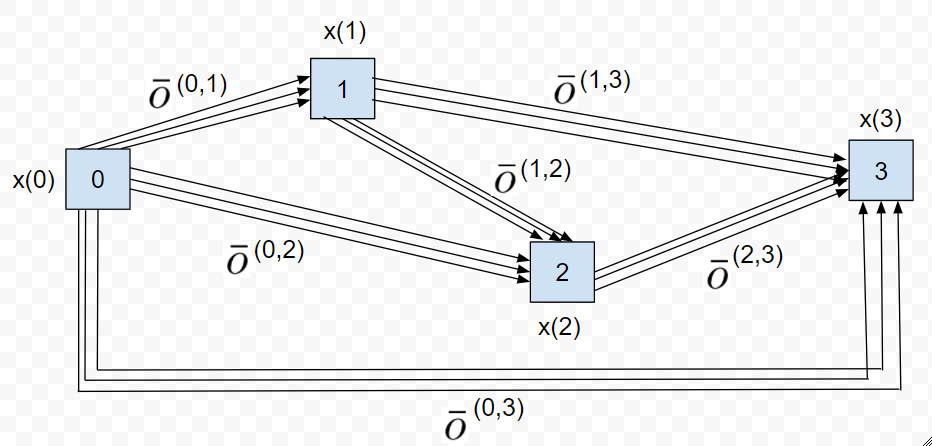 x(1)
o̅ (0,1)
1
o̅ (1,3)
x(3)
x(0)
0
3
o̅ (1,2)
o̅ (0,2)
2
o̅ (2,3)
x(2)
o̅ (0,3)